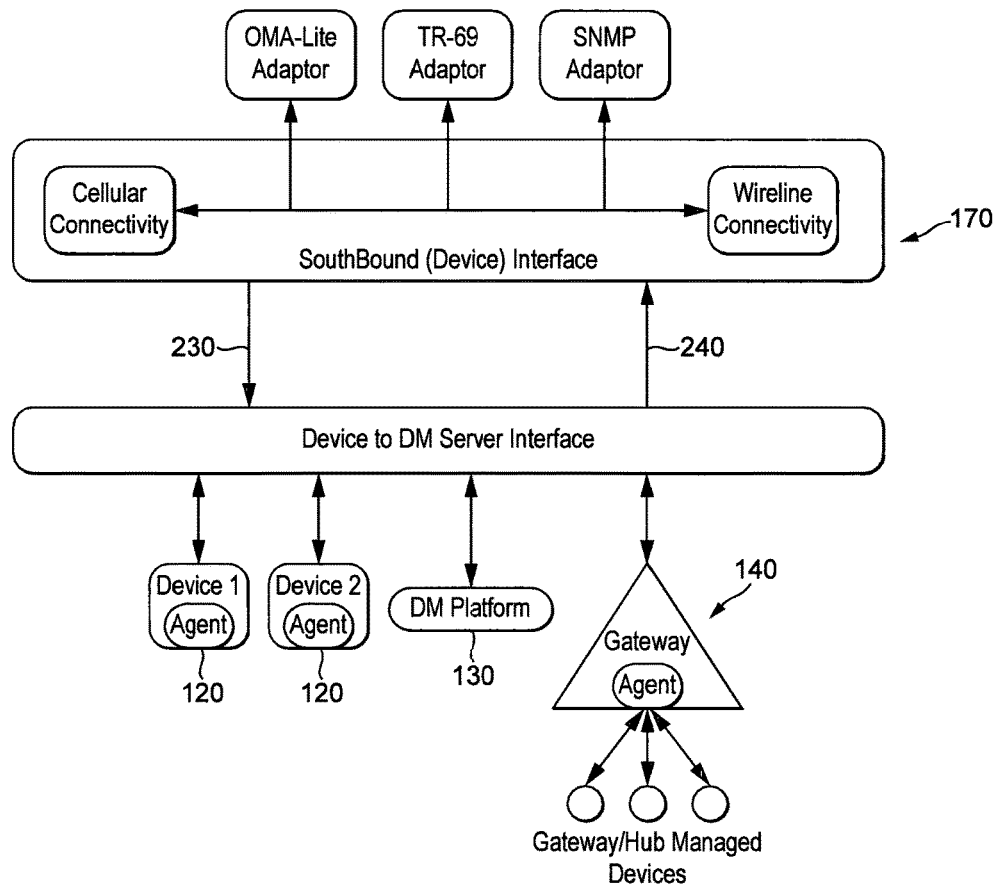 OMA-Lite
Adaptor
TR-69
Adaptor
SNMP
Adaptor
Cellular
Connectivity
Wireline
Connectivity
170
SouthBound (Device) Interface
230
240
Device to DM Server Interface
Device 1
Agent
120
Device 2
Agent
120
DM Platform
130
140
Gateway
Agent
Gateway/Hub Managed
Devices